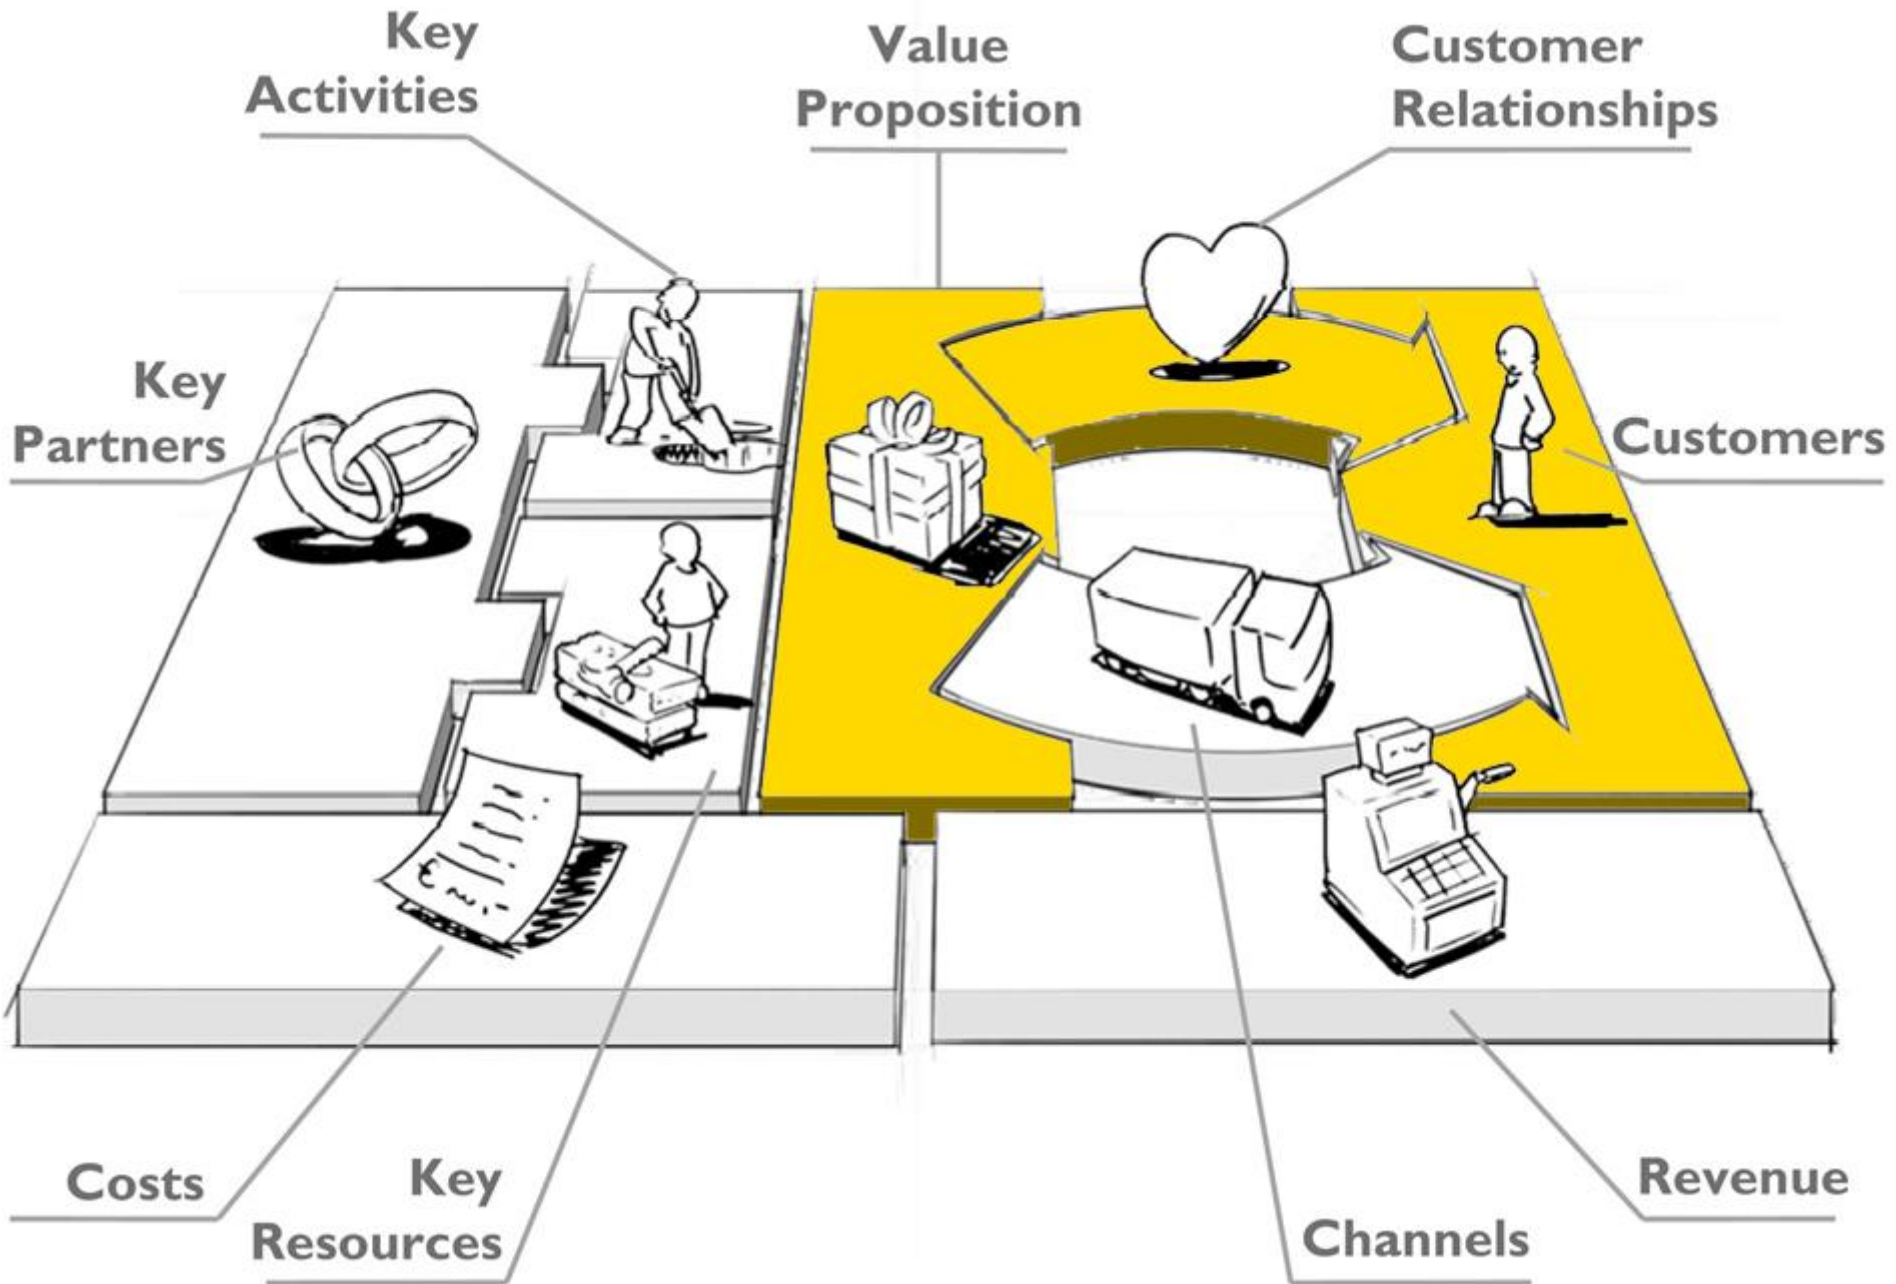 Key
Activities
Value
Proposition
Customer
Relationships
Key
Partners
Customers
Costs
Key
Resources
Channels
Revenue